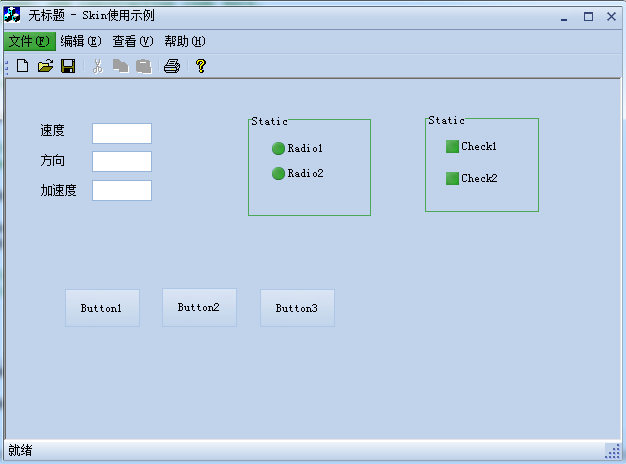 无标题 - Skin使用示例
文件(F) 编辑(E) 查看(V) 帮助(H)
速度
方向
加速度
Static
Radio1
Radio2
Static
Check1
Check2
Button1 Button2 Button3
就绪